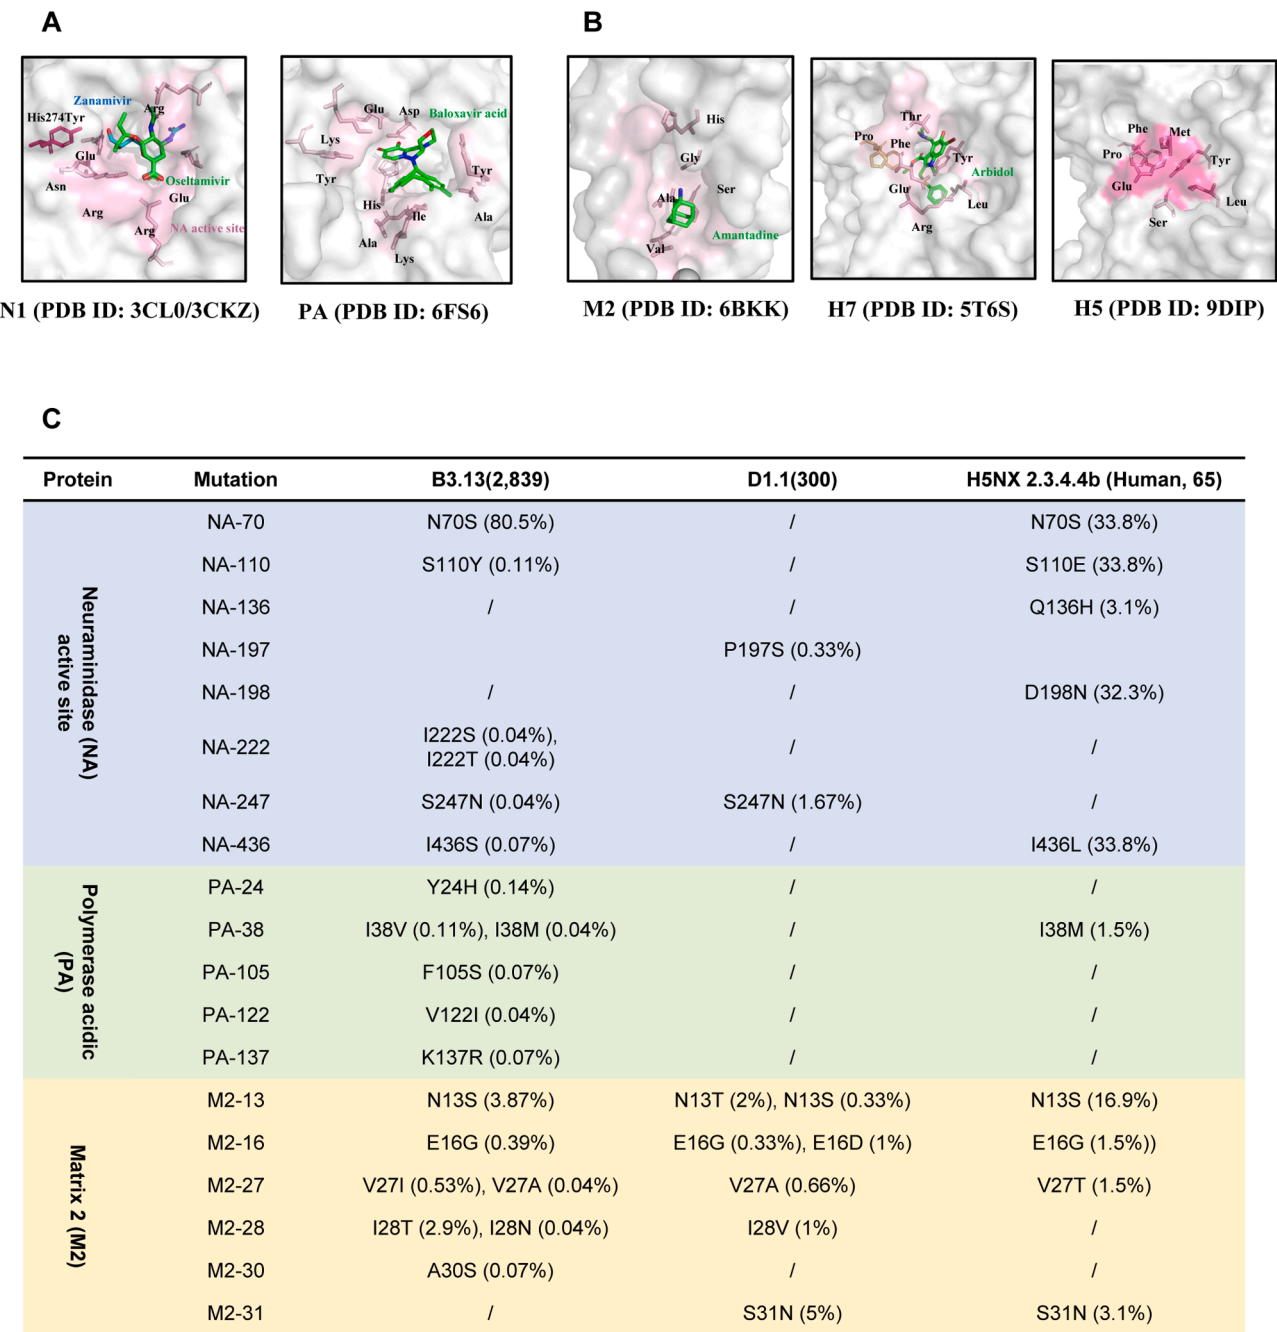 A
B
Zanamivir
Arg
His274Tyr
Glu
Asn
Oseltamivir
Glu
Arg
NA active site
Arg
Glu
Asp
Baloxavir acid
Lys
Tyr
Tyr
His
Ile
Ala
Ala
Lys
His
Gly
Ser
Ala
Amantadine
Val
Thr
Pro
Phe
Tyr
Arbidol
Glu
Leu
Arg
Phe
Met
Pro
Tyr
Glu
Leu
Ser
N1 (PDB ID: 3CL0/3CKZ)
PA (PDB ID: 6FS6)
M2 (PDB ID: 6BKK)
H7 (PDB ID: 5T6S)
H5 (PDB ID: 9DIP)
C
Protein Mutation B3.13(2,839) D1.1(300) H5NX 2.3.4.4b (Human, 65)
Neuraminidase (NA)
active site
NA-70 N70S (80.5%) / N70S (33.8%)
NA-110 S110Y (0.11%) / S110E (33.8%)
NA-136 / / Q136H (3.1%)
NA-197 P197S (0.33%)
NA-198 / / D198N (32.3%)
NA-222 I222S (0.04%), / /
I222T (0.04%)
NA-247 S247N (0.04%) S247N (1.67%) /
NA-436 I436S (0.07%) / I436L (33.8%)
Polymerase acidic
(PA)
PA-24 Y24H (0.14%) / /
PA-38 I38V (0.11%), I38M (0.04%) / I38M (1.5%)
PA-105 F105S (0.07%) / /
PA-122 V122I (0.04%) / /
PA-137 K137R (0.07%) / /
Matrix 2 (M2)
M2-13 N13S (3.87%) N13T (2%), N13S (0.33%) N13S (16.9%)
M2-16 E16G (0.39%) E16G (0.33%), E16D (1%) E16G (1.5%))
M2-27 V27I (0.53%), V27A (0.04%) V27A (0.66%) V27T (1.5%)
M2-28 I28T (2.9%), I28N (0.04%) I28V (1%) /
M2-30 A30S (0.07%) / /
M2-31 / S31N (5%) S31N (3.1%)